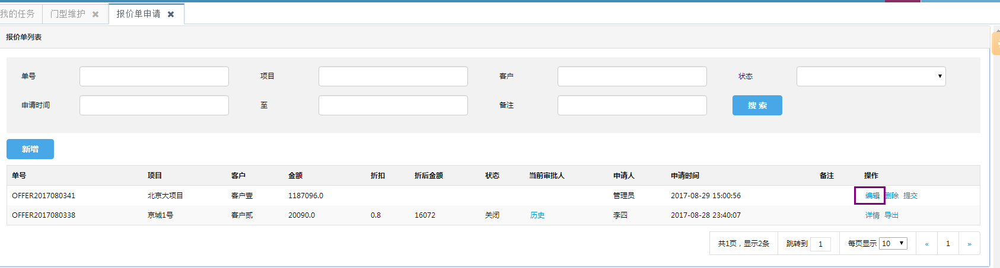 我的任务 门型维护 ✖ 报价单申请 ✖
报价单列表
单号 项目 客户 状态
申请时间 至 备注 搜 索
新增
单号 项目 客户 金额 折扣 折后金额 状态 当前审批人 申请人 申请时间 备注 操作
OFFER2017080341 北京大项目 客户壹 1187096.0 管理员 2017-08-29 15:00:56 编辑 删除 提交
OFFER2017080338 京城1号 客户贰 20090.0 0.8 16072 关闭 历史 李四 2017-08-28 23:40:07 详情 导出
共1页，显示2条 跳转到 1 每页显示 10 « 1 »